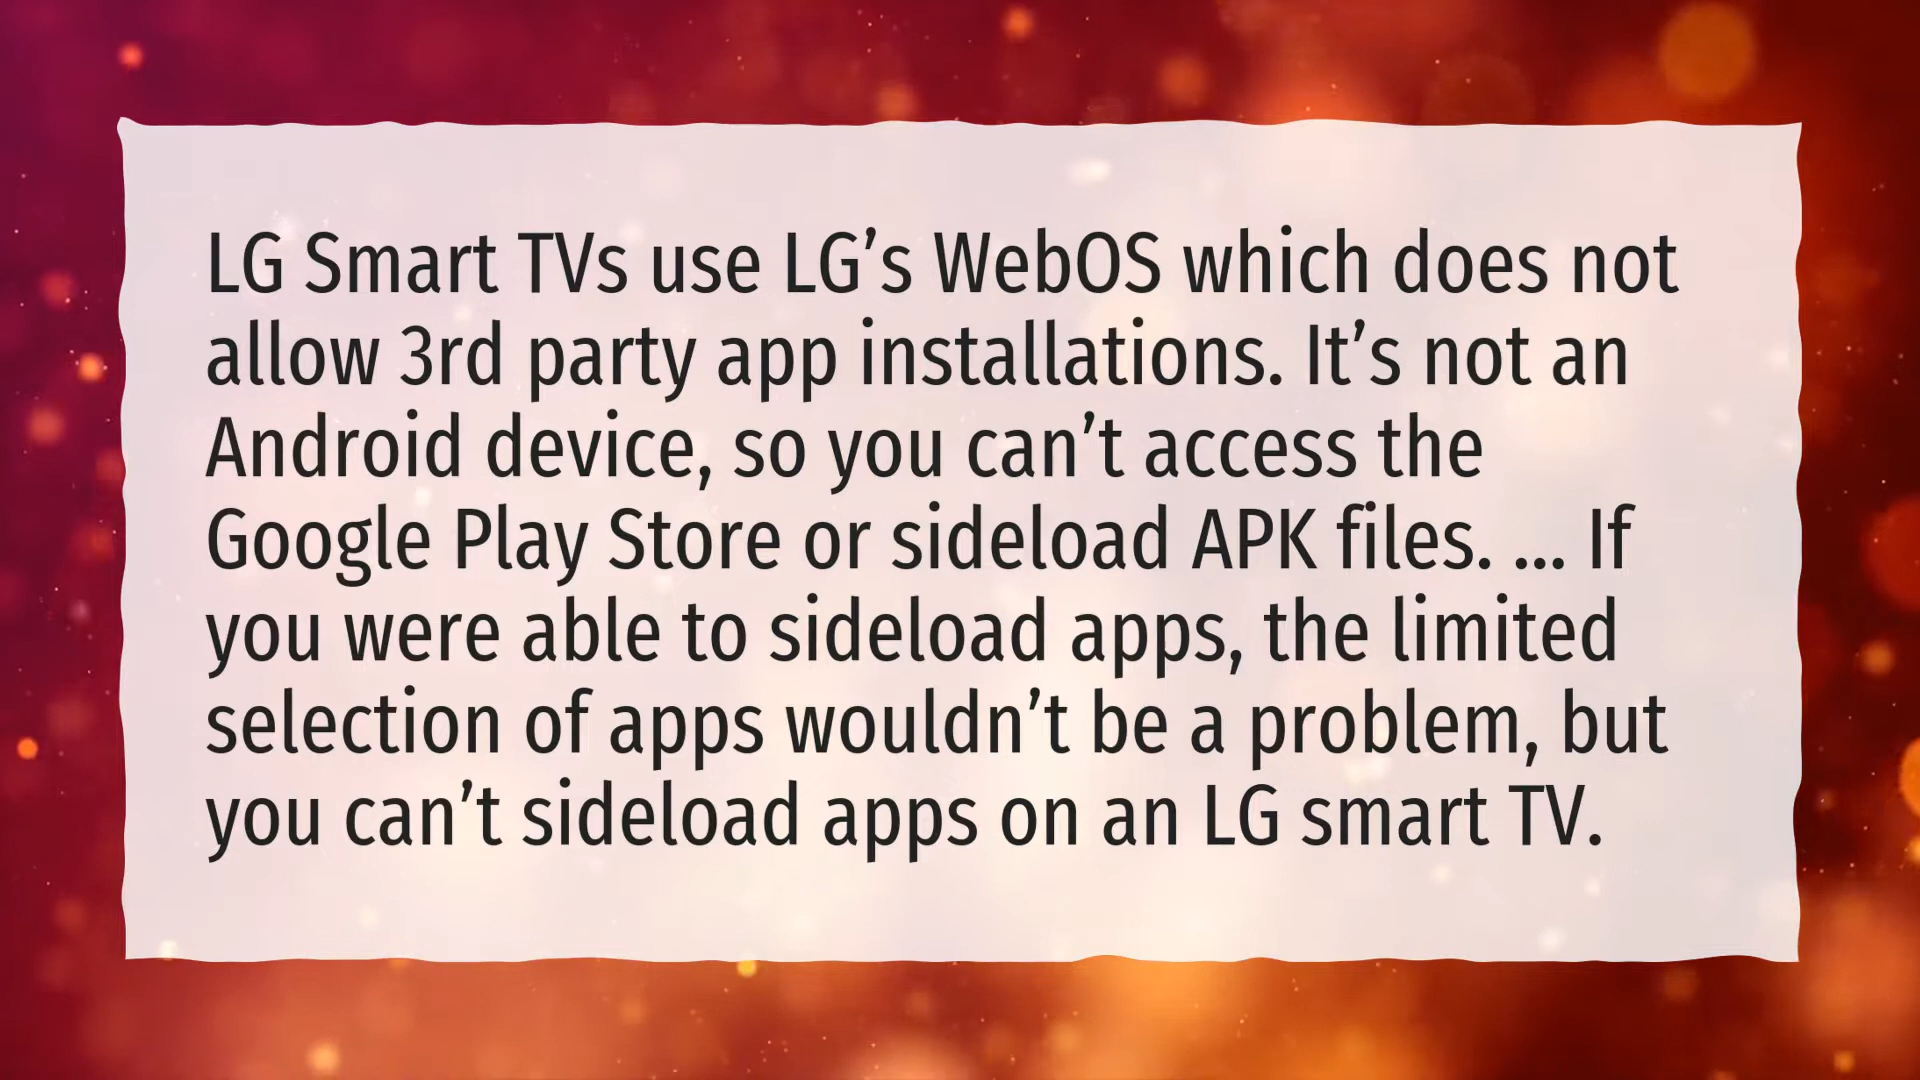 LG Smart TVs use LG’s WebOS which does not
allow 3rd party app installations. It’s not an
Android device, so you can’t access the
Google Play Store or sideload APK files. ... If
you were able to sideload apps, the limited
selection of apps wouldn’t be a problem, but
you can’t sideload apps on an LG smart TV.